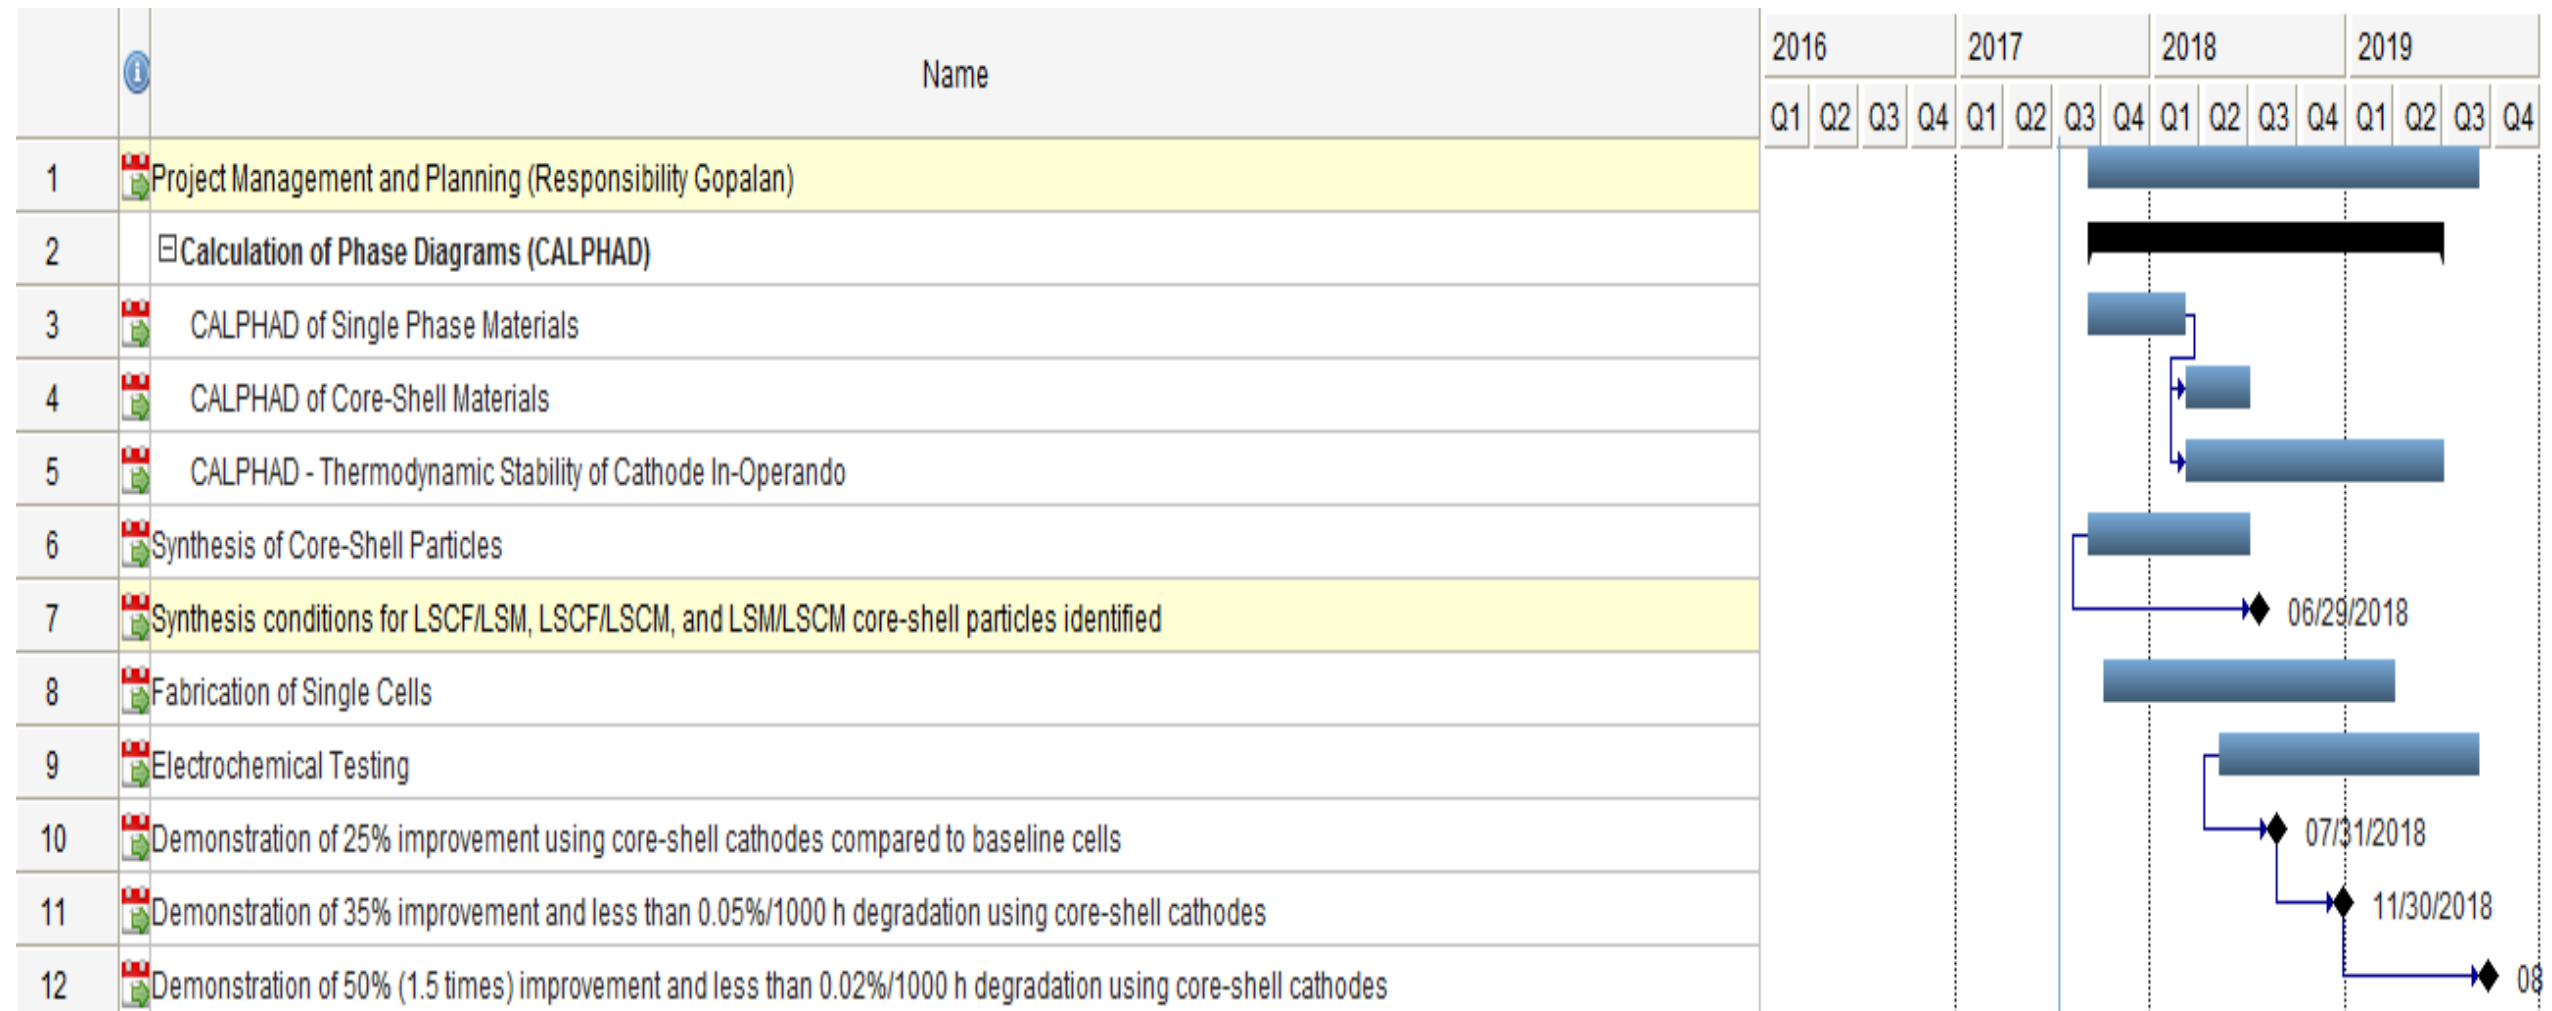 Name
2016 2017 2018 2019
Q1 Q2 Q3 Q4 Q1 Q2 Q3 Q4 Q1 Q2 Q3 Q4 Q1 Q2 Q3 Q4
1 Project Management and Planning (Responsibility Gopalan)
2 Calculation of Phase Diagrams (CALPHAD)
3 CALPHAD of Single Phase Materials
4 CALPHAD of Core-Shell Materials
5 CALPHAD - Thermodynamic Stability of Cathode In-Operando
6 Synthesis of Core-Shell Particles
7 Synthesis conditions for LSCF/LSM, LSCF/LSCM, and LSM/LSCM core-shell particles identified 06/29/2018
8 Fabrication of Single Cells
9 Electrochemical Testing
10 Demonstration of 25% improvement using core-shell cathodes compared to baseline cells 07/31/2018
11 Demonstration of 35% improvement and less than 0.05%/1000 h degradation using core-shell cathodes 11/30/2018
12 Demonstration of 50% (1.5 times) improvement and less than 0.02%/1000 h degradation using core-shell cathodes 08